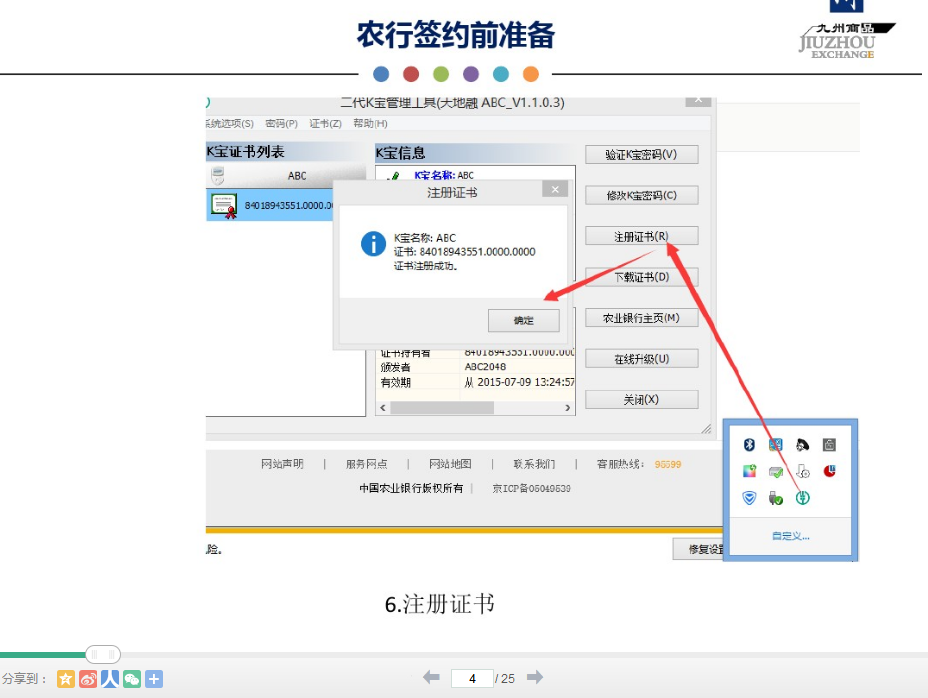 农行签约前准备
九州商品
JIUZHOU
EXCHANGE
二代K宝管理工具(天地融 ABC_V1.1.0.3)
系统选项(S) 密码(P) 证书(Z) 帮助(H)
K宝证书列表
ABC
84018943551.0000.0
K宝信息
K宝名称: ABC
注册证书
K宝名称: ABC
证书: 84018943551.0000.0000
证书注册成功。
确定
证书持有者 84018943551.0000.000
颁发者 ABC2048
有效期 从 2015-07-09 13:24:57
验证K宝密码(V)
修改K宝密码(C)
注册证书(R)
下载证书(D)
农业银行主页(M)
在线升级(U)
关闭(X)
网站声明 | 服务网点 | 网站地图 | 联系我们 | 客服热线: 95599
中国农业银行版权所有 | 京ICP备05049539
险。
修复设置
自定义...
6.注册证书
分享到:
4 / 25